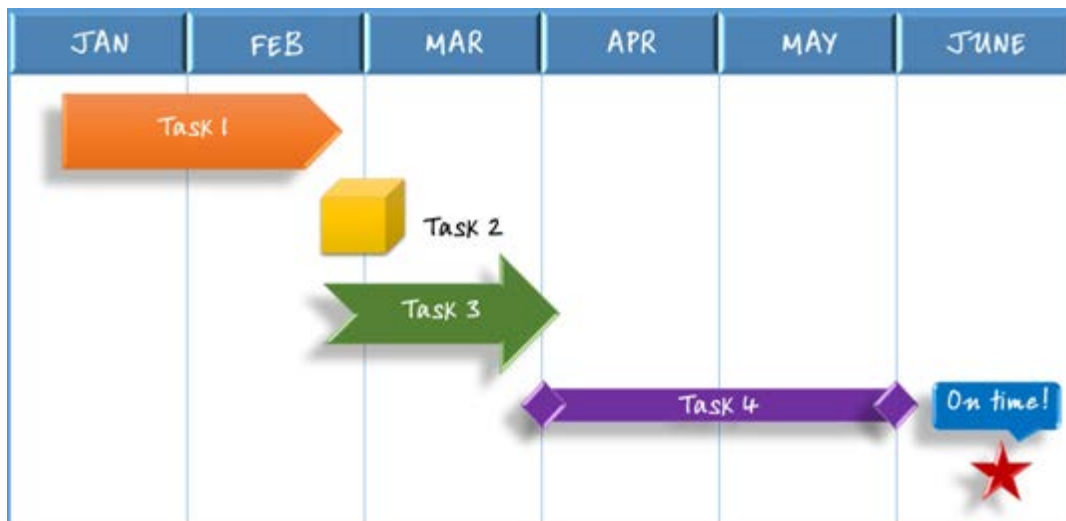 JAN
FEB
MAR
APR
MAY
JUNE
Task 1
Task 2
Task 3
Task 4
On time!